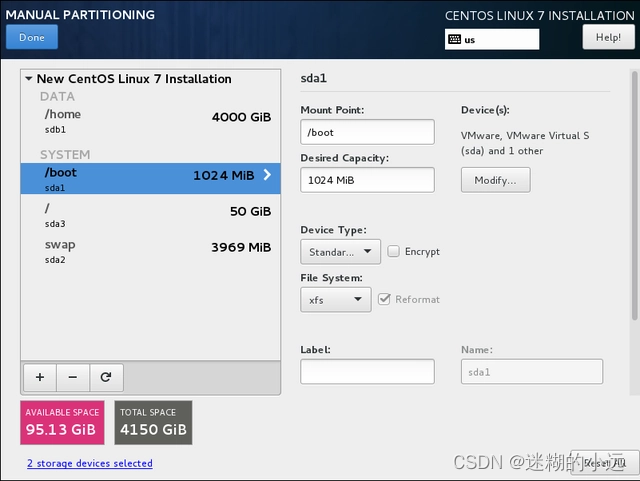 MANUAL PARTITIONING
CENTOS LINUX 7 INSTALLATION
Done
us
Help!
New CentOS Linux 7 Installation
DATA
/home
4000 GiB
sdb1
SYSTEM
/boot
1024 MiB
sda1
/
50 GiB
sda3
swap
3969 MiB
sda2
+
−
AVAILABLE SPACE
95.13 GiB
TOTAL SPACE
4150 GiB
2 storage devices selected
sda1
Mount Point:
/boot
Device(s):
VMware, VMware Virtual S
(sda) and 1 other
Desired Capacity:
1024 MiB
Modify...
Device Type:
Standar...
Encrypt
File System:
xfs
Reformat
Label:
Name:
sda1
Reset All
CSDN @迷糊的小远